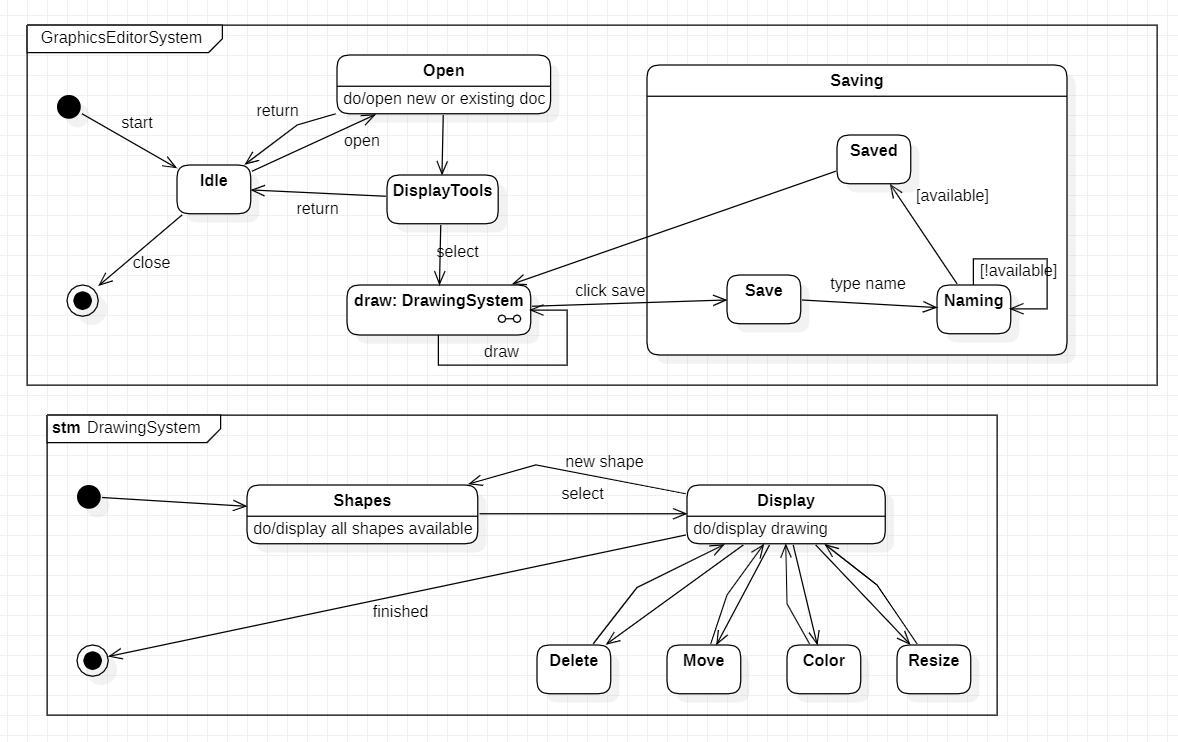 GraphicsEditorSystem
Open
do/open new or existing doc
Saving
start
return
open
Idle
DisplayTools
return
close
select
draw: DrawingSystem
draw
click save
Save
type name
Saved
[available]
[!available]
Naming
stm DrawingSystem
new shape
Shapes
do/display all shapes available
select
Display
do/display drawing
finished
Delete
Move
Color
Resize